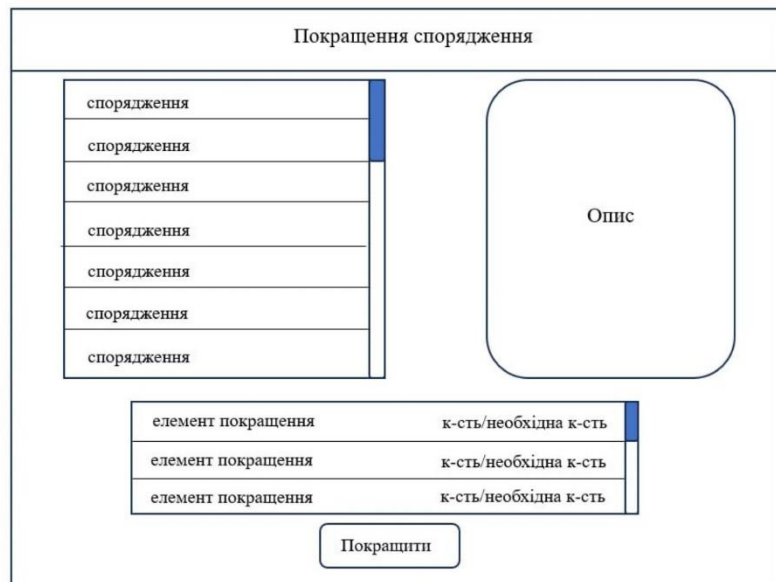 Покращення спорядження
спорядження
спорядження
спорядження
спорядження
спорядження
спорядження
спорядження
Опис
елемент покращення к-сть/необхідна к-сть
елемент покращення к-сть/необхідна к-сть
елемент покращення к-сть/необхідна к-сть
Покращити